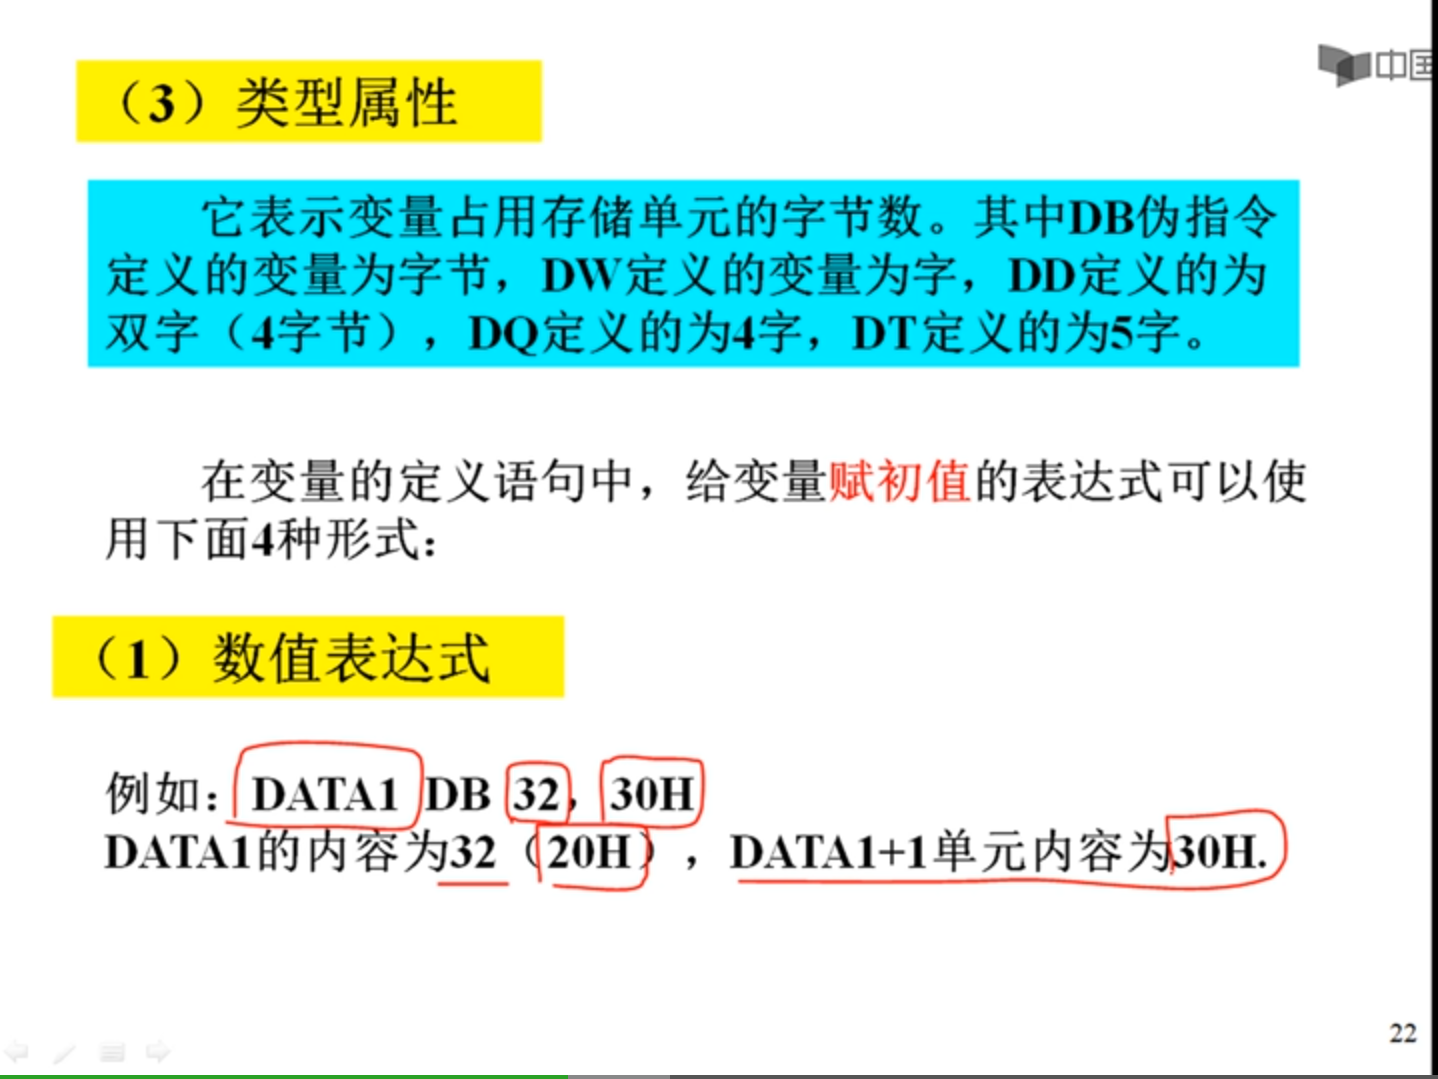 中国
（3）类型属性
它表示变量占用存储单元的字节数。其中DB伪指令
定义的变量为字节，DW定义的变量为字，DD定义的为
双字（4字节），DQ定义的为4字，DT定义的为5字。
在变量的定义语句中，给变量赋初值的表达式可以使
用下面4种形式：
（1）数值表达式
例如：DATA1 DB 32，30H
DATA1的内容为32（20H），DATA1+1单元内容为30H.
22